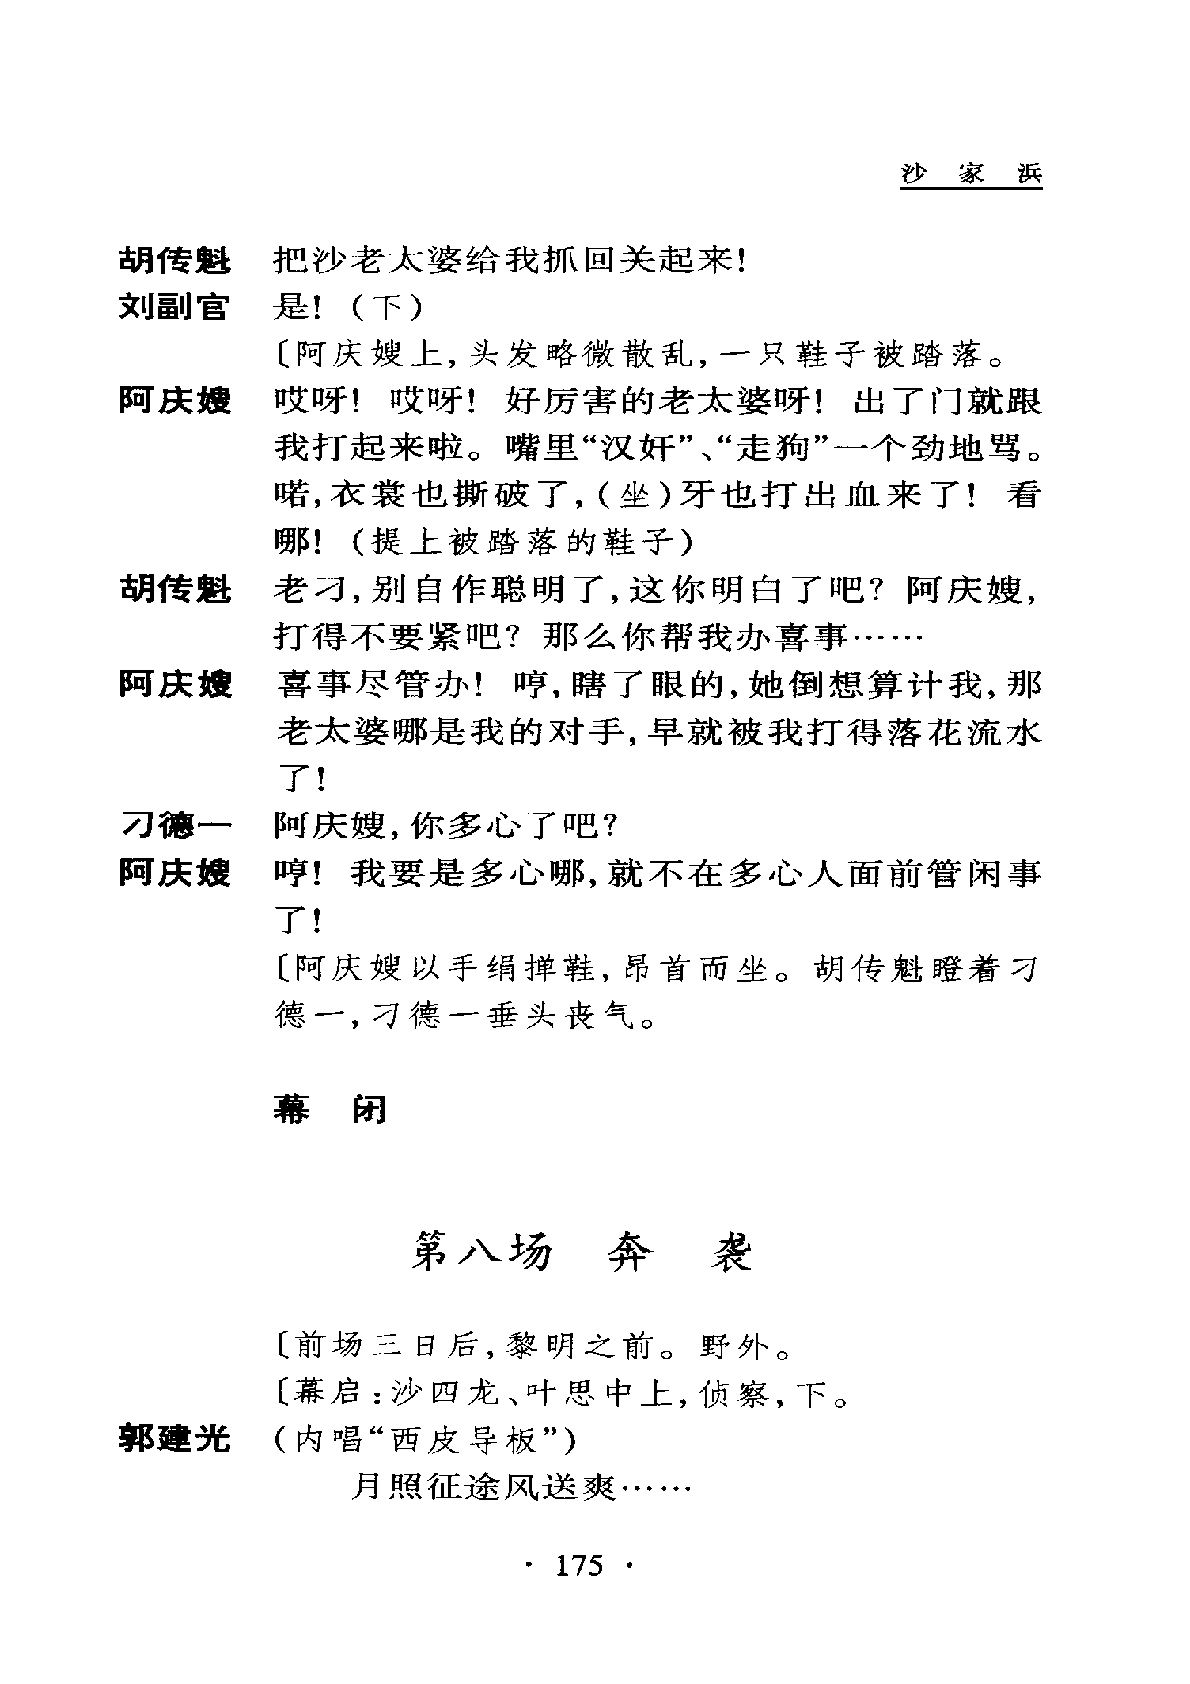 沙 家 浜
胡传魁 把沙老太婆给我抓回关起来！
刘副官 是！（下）
〔阿庆嫂上，头发略微散乱，一只鞋子被踏落。
阿庆嫂 哎呀！哎呀！好厉害的老太婆呀！出了门就跟
我打起来啦。嘴里“汉奸”、“走狗”一个劲地骂。
喏，衣裳也撕破了，（坐）牙也打出血来了！看
哪！（提上被踏落的鞋子）
胡传魁 老刁，别自作聪明了，这你明白了吧？阿庆嫂，
打得不要紧吧？那么你帮我办喜事……
阿庆嫂 喜事尽管办！哼，瞎了眼的，她倒想算计我，那
老太婆哪是我的对手，早就被我打得落花流水
了！
刁德一 阿庆嫂，你多心了吧？
阿庆嫂 哼！我要是多心哪，就不在多心人面前管闲事
了！
〔阿庆嫂以手绢掸鞋，昂首而坐。胡传魁瞪着刁
德一，刁德一垂头丧气。
幕 闭
第八场 奔 袭
〔前场三日后，黎明之前。野外。
〔幕启：沙四龙、叶思中上，侦察，下。
郭建光 （内唱“西皮导板”）
月照征途风送爽……
· 175 ·